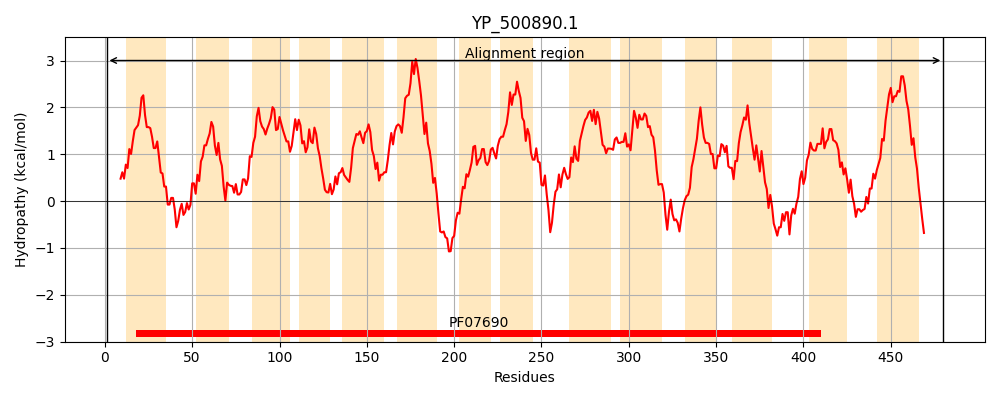 YP_500890.1
Alignment region
Hydropathy (kcal/mol)
3
2
1
0
−1
−2
−3
PF07690
0 50 100 150 200 250 300 350 400 450
Residues